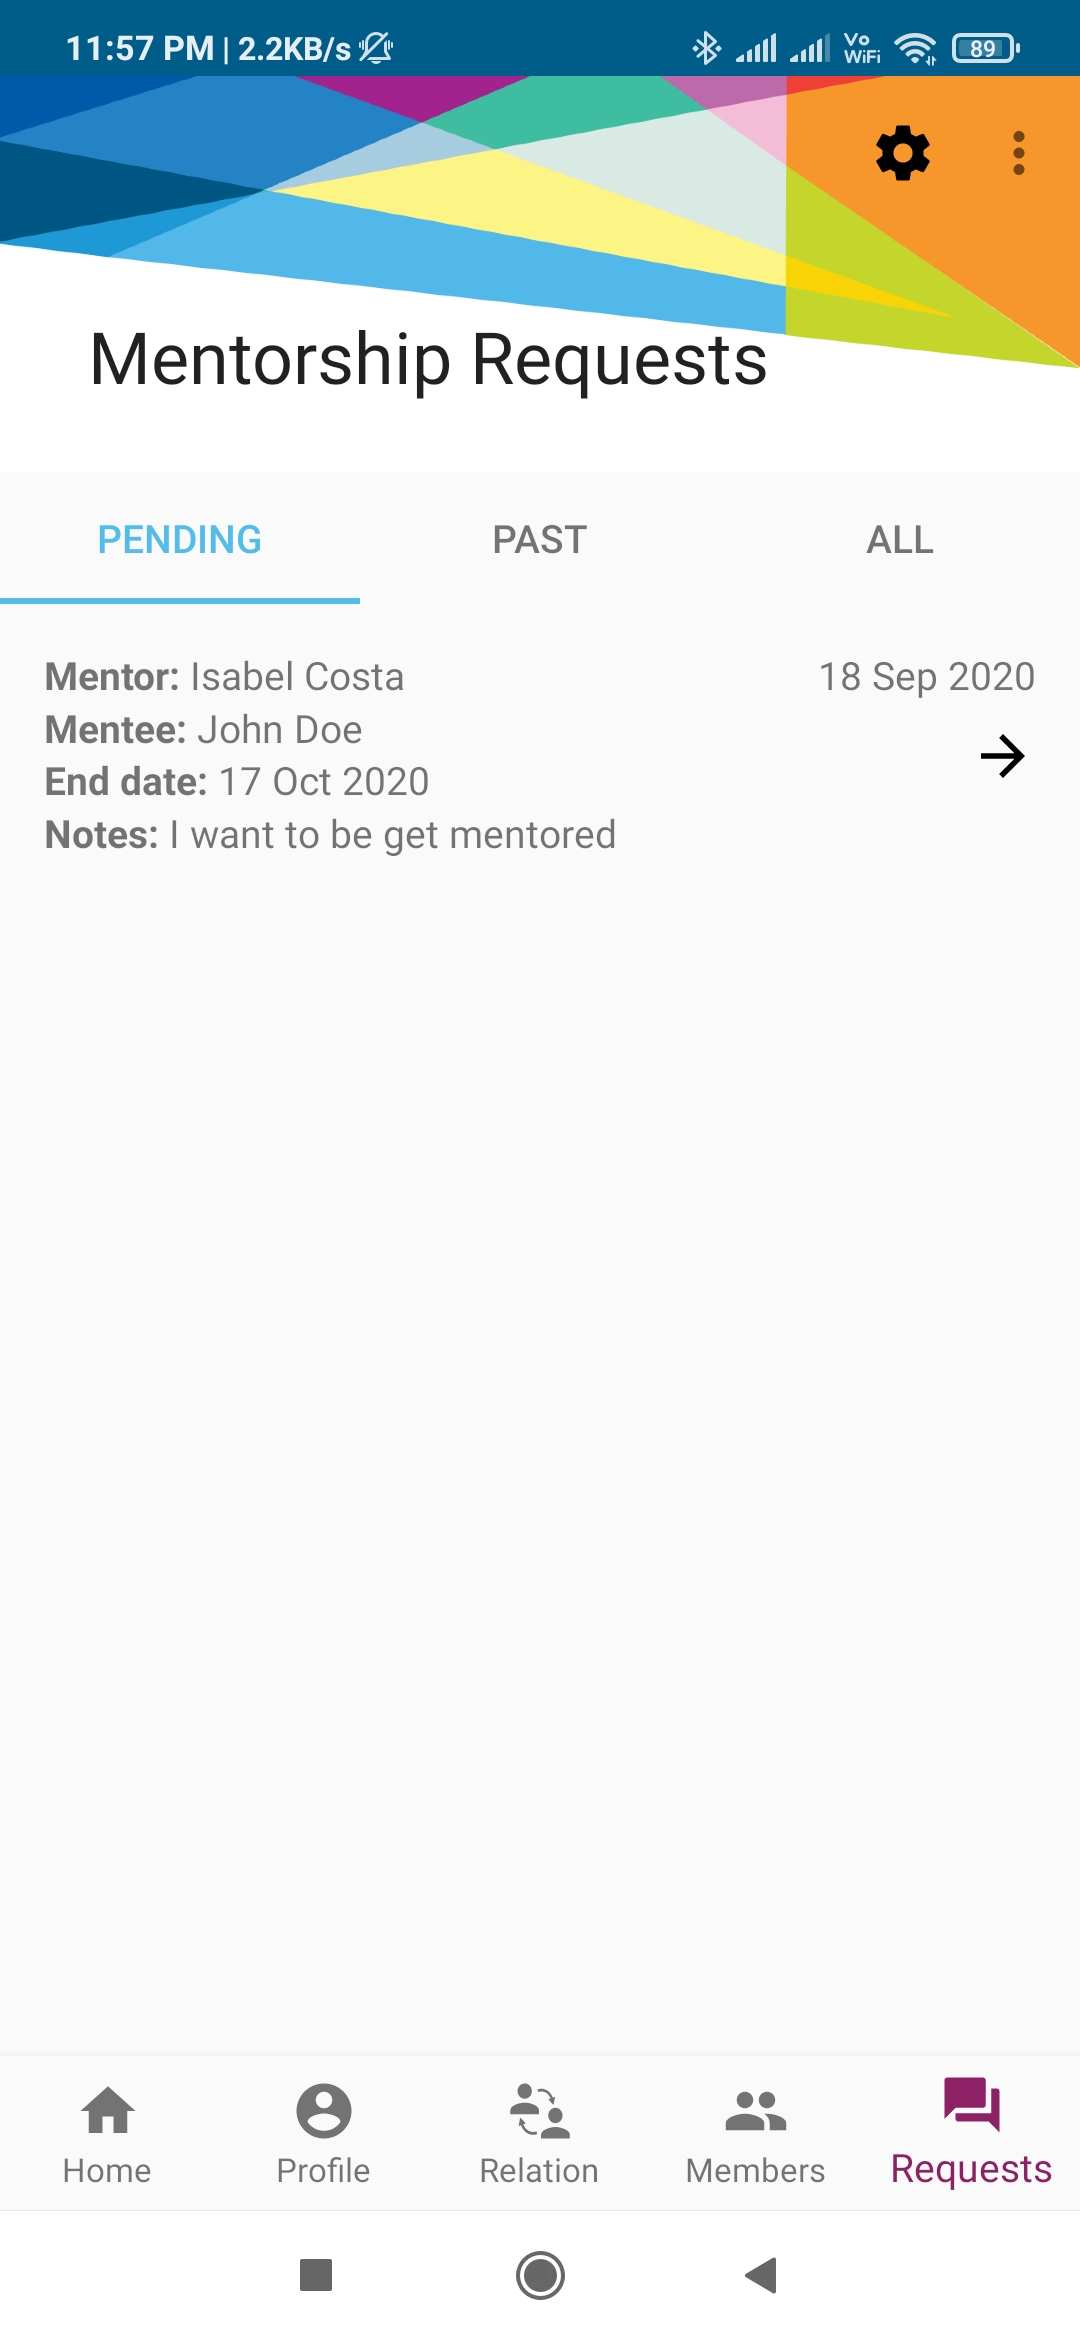 11:57 PM | 2.2KB/s
Vo
WiFi
89
Mentorship Requests
PENDING PAST ALL
Mentor: Isabel Costa 18 Sep 2020
Mentee: John Doe
End date: 17 Oct 2020
Notes: I want to be get mentored
Home Profile Relation Members Requests